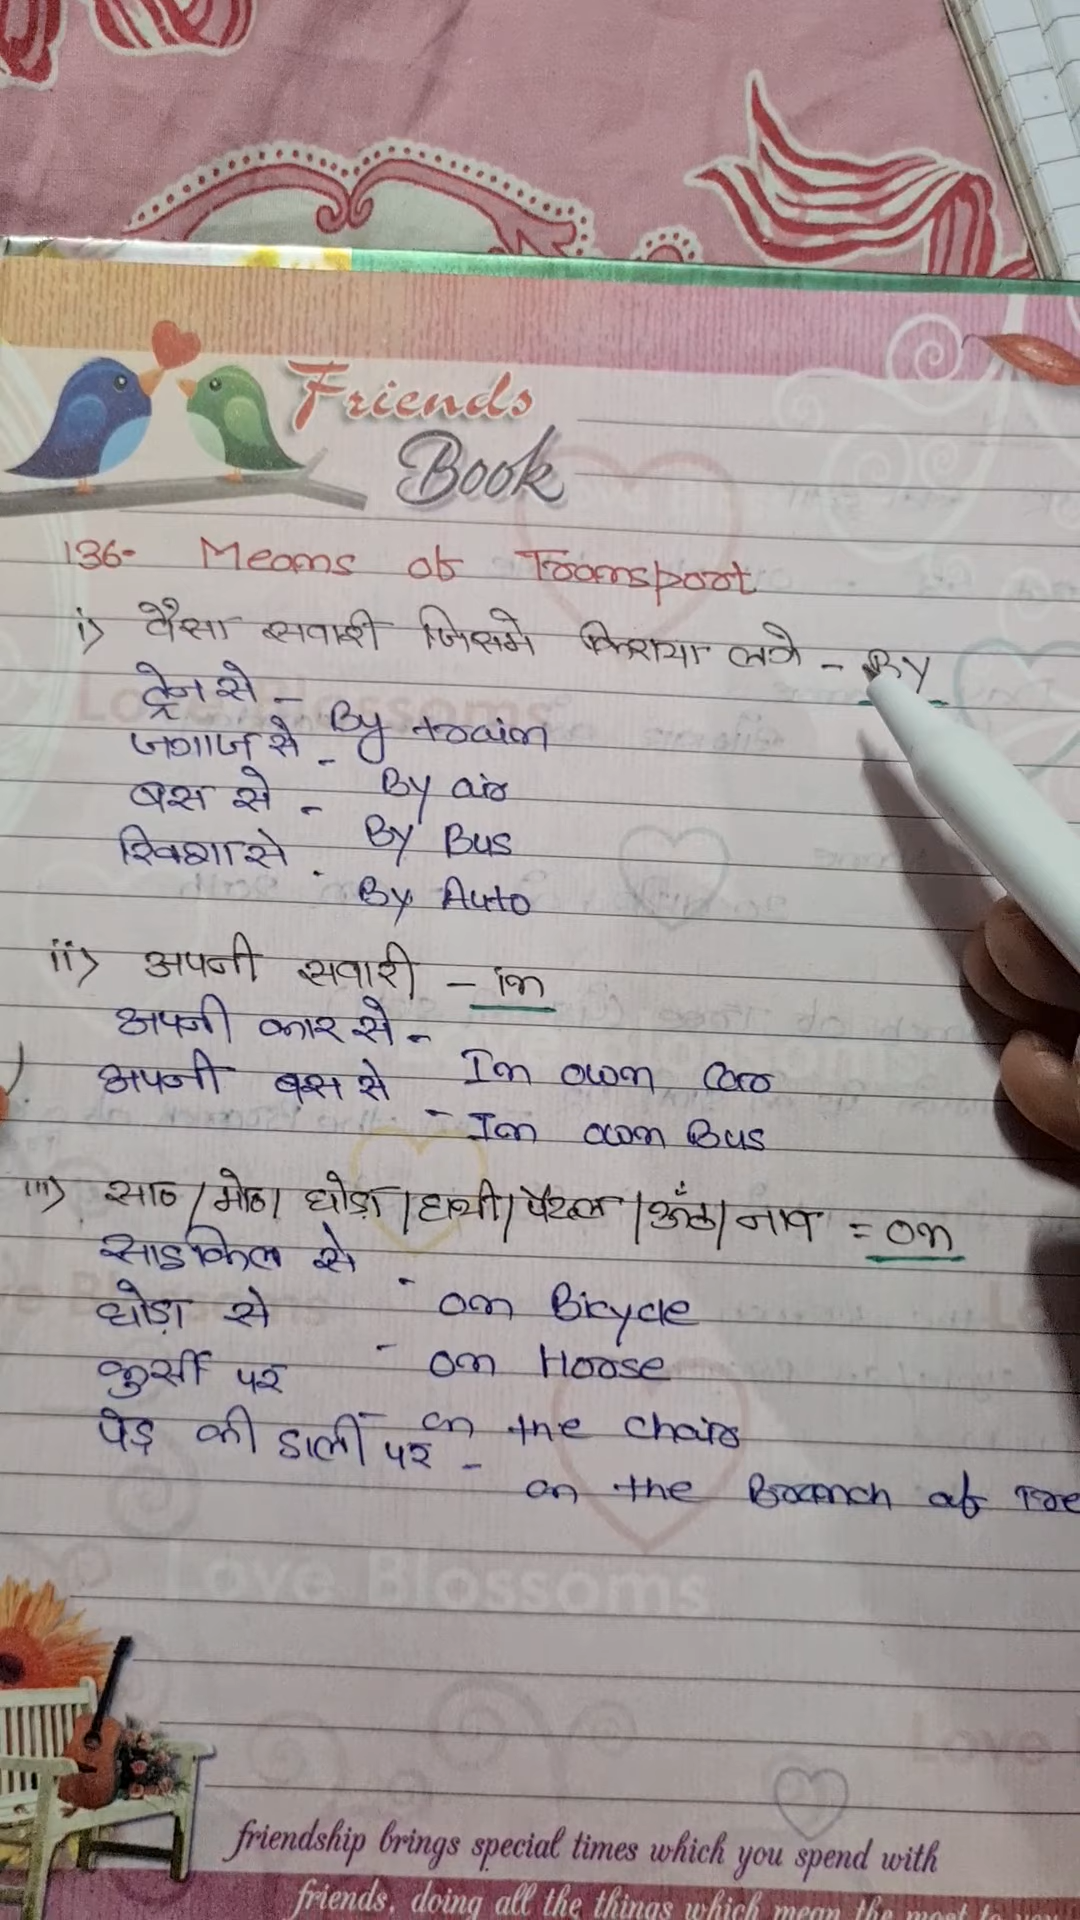 Friends
Book
136- Means of Transport
i) वैसा सवारी जिसमे किराया लगे - By
ट्रेन से - By train
जगाज से - By air
बस से - By Bus
रिक्शा से - By Auto
ii) अपनी सवारी - in
अपनी कार से - In own Car
अपनी बस से - In own Bus
iii) साठ / मोठ / घोड़ा / हाथी / पैदल / ऊँठ / नाव = on
साइकिल से - on Bicycle
घोड़ा से - on Horse
कुर्सी पर - on the chair
पेड़ की डाली पर - on the Branch of Tre
Love Blossoms
friendship brings special times which you spend with
friends, doing all the things which mean the most to